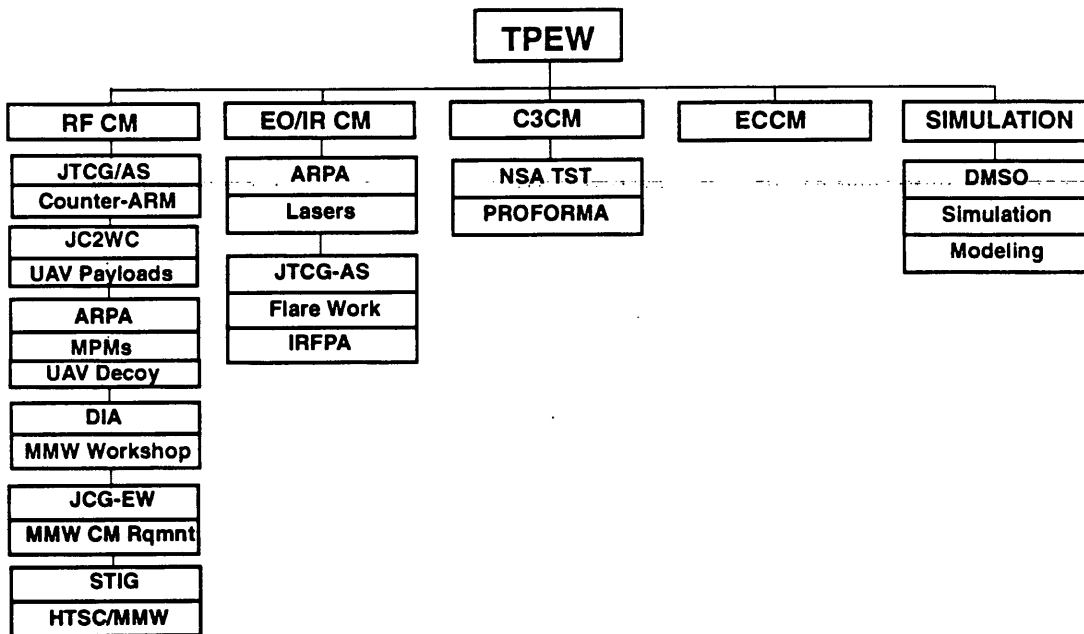 TPEW
RF CM
JTCG/AS
Counter-ARM
JC2WC
UAV Payloads
ARPA
MPMs
UAV Decoy
DIA
MMW Workshop
JCG-EW
MMW CM Rqmnt
STIG
HTSC/MMW
EO/IR CM
ARPA
Lasers
JTCG-AS
Flare Work
IRFPA
C3CM
NSA TST
PROFORMA
ECCM
SIMULATION
DMSO
Simulation
Modeling